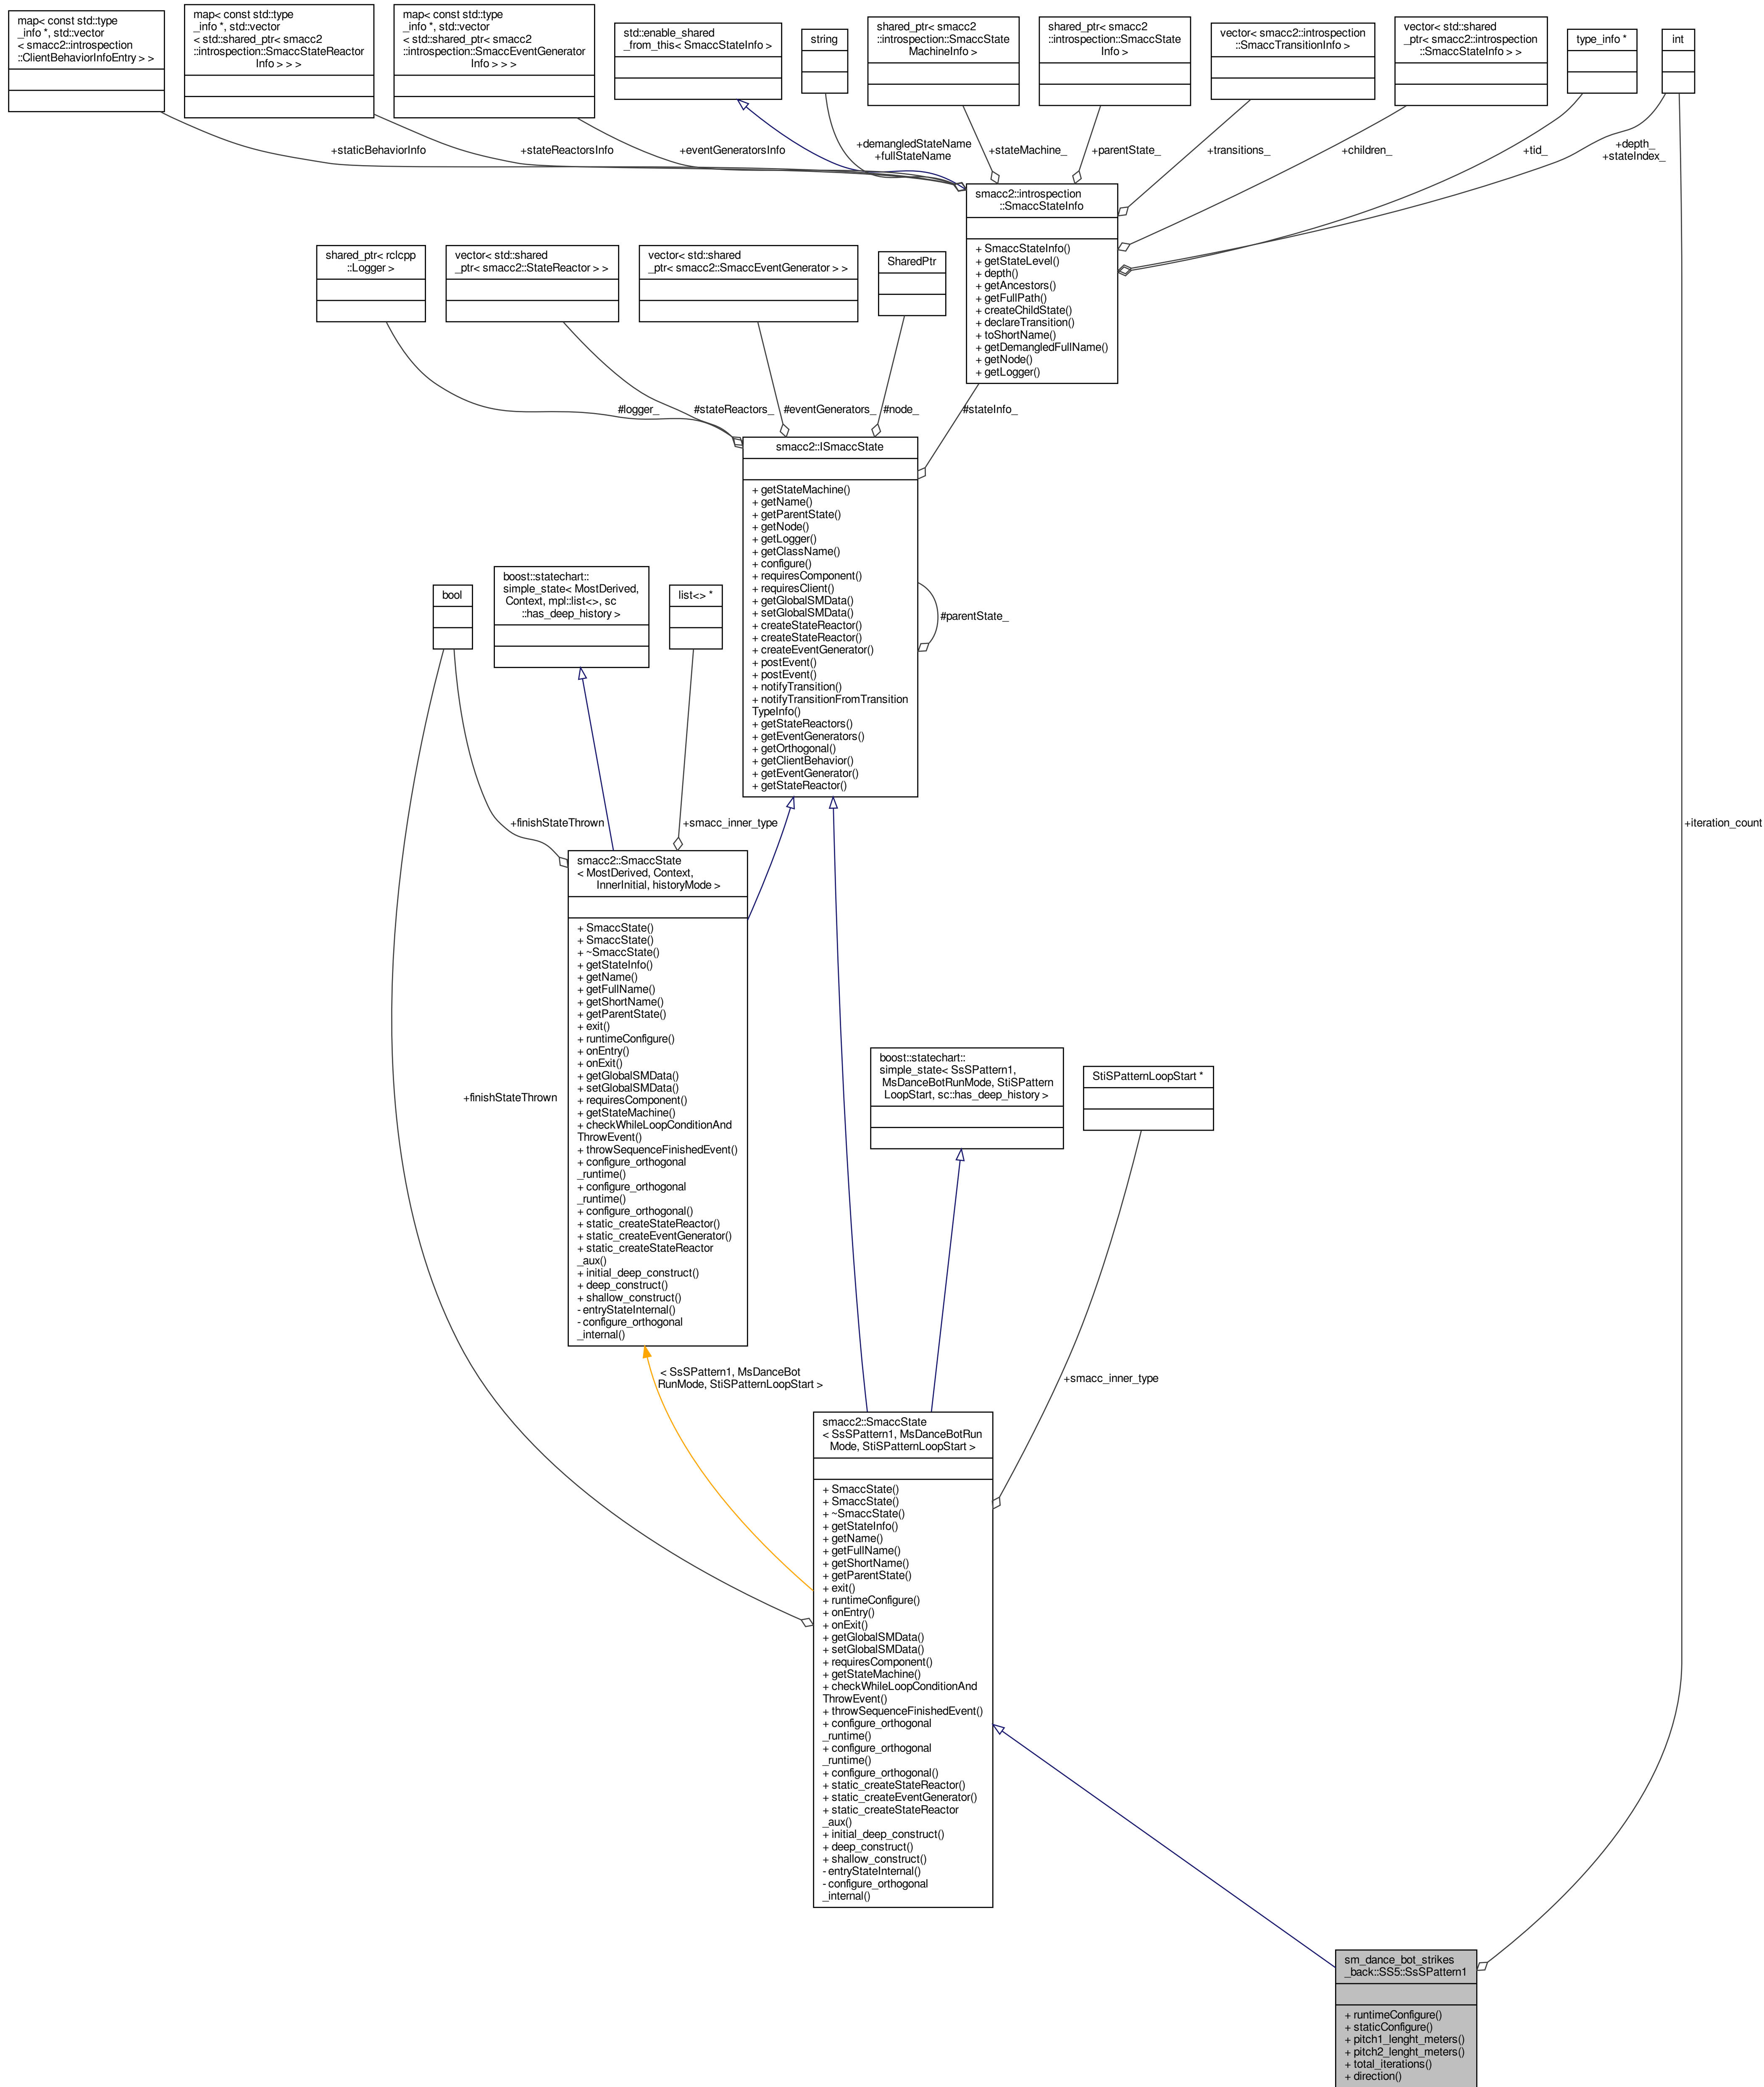 map< const std::type
_info *, std::vector
< smacc2::introspection
::ClientBehaviorInfoEntry > >
map< const std::type
_info *, std::vector
< std::shared_ptr< smacc2
::introspection::SmaccStateReactor
Info > > >
map< const std::type
_info *, std::vector
< std::shared_ptr< smacc2
::introspection::SmaccEventGenerator
Info > > >
std::enable_shared
_from_this< SmaccStateInfo >
string
shared_ptr< smacc2
::introspection::SmaccState
MachineInfo >
shared_ptr< smacc2
::introspection::SmaccState
Info >
vector< smacc2::introspection
::SmaccTransitionInfo >
vector< std::shared
_ptr< smacc2::introspection
::SmaccStateInfo > >
type_info *
int
+staticBehaviorInfo
+stateReactorsInfo
+eventGeneratorsInfo
+demangledStateName
+fullStateName
+stateMachine_
+parentState_
+transitions_
+children_
+tid_
+depth_
+stateIndex_
smacc2::introspection
::SmaccStateInfo
+ SmaccStateInfo()
+ getStateLevel()
+ depth()
+ getAncestors()
+ getFullPath()
+ createChildState()
+ declareTransition()
+ toShortName()
+ getDemangledFullName()
+ getNode()
+ getLogger()
shared_ptr< rclcpp
::Logger >
vector< std::shared
_ptr< smacc2::StateReactor > >
vector< std::shared
_ptr< smacc2::SmaccEventGenerator > >
SharedPtr
#logger_
#stateReactors_
#eventGenerators_
#node_
#stateInfo_
smacc2::ISmaccState
+ getStateMachine()
+ getName()
+ getParentState()
+ getNode()
+ getLogger()
+ getClassName()
+ configure()
+ requiresComponent()
+ requiresClient()
+ getGlobalSMData()
+ setGlobalSMData()
+ createStateReactor()
+ createStateReactor()
+ createEventGenerator()
+ postEvent()
+ postEvent()
+ notifyTransition()
+ notifyTransitionFromTransition
TypeInfo()
+ getStateReactors()
+ getEventGenerators()
+ getOrthogonal()
+ getClientBehavior()
+ getEventGenerator()
+ getStateReactor()
#parentState_
bool
boost::statechart::
simple_state< MostDerived,
Context, mpl::list<>, sc
::has_deep_history >
list<> *
+finishStateThrown
+smacc_inner_type
+iteration_count
smacc2::SmaccState
< MostDerived, Context,
InnerInitial, historyMode >
+ SmaccState()
+ SmaccState()
+ ~SmaccState()
+ getStateInfo()
+ getName()
+ getFullName()
+ getShortName()
+ getParentState()
+ exit()
+ runtimeConfigure()
+ onEntry()
+ onExit()
+ getGlobalSMData()
+ setGlobalSMData()
+ requiresComponent()
+ getStateMachine()
+ checkWhileLoopConditionAnd
ThrowEvent()
+ throwSequenceFinishedEvent()
+ configure_orthogonal
_runtime()
+ configure_orthogonal
_runtime()
+ configure_orthogonal()
+ static_createStateReactor()
+ static_createEventGenerator()
+ static_createStateReactor
_aux()
+ initial_deep_construct()
+ deep_construct()
+ shallow_construct()
- entryStateInternal()
- configure_orthogonal
_internal()
+finishStateThrown
boost::statechart::
simple_state< SsSPattern1,
MsDanceBotRunMode, StiSPattern
LoopStart, sc::has_deep_history >
StiSPatternLoopStart *
< SsSPattern1, MsDanceBot
RunMode, StiSPatternLoopStart >
+smacc_inner_type
smacc2::SmaccState
< SsSPattern1, MsDanceBotRun
Mode, StiSPatternLoopStart >
+ SmaccState()
+ SmaccState()
+ ~SmaccState()
+ getStateInfo()
+ getName()
+ getFullName()
+ getShortName()
+ getParentState()
+ exit()
+ runtimeConfigure()
+ onEntry()
+ onExit()
+ getGlobalSMData()
+ setGlobalSMData()
+ requiresComponent()
+ getStateMachine()
+ checkWhileLoopConditionAnd
ThrowEvent()
+ throwSequenceFinishedEvent()
+ configure_orthogonal
_runtime()
+ configure_orthogonal
_runtime()
+ configure_orthogonal()
+ static_createStateReactor()
+ static_createEventGenerator()
+ static_createStateReactor
_aux()
+ initial_deep_construct()
+ deep_construct()
+ shallow_construct()
- entryStateInternal()
- configure_orthogonal
_internal()
sm_dance_bot_strikes
_back::SS5::SsSPattern1
+ runtimeConfigure()
+ staticConfigure()
+ pitch1_lenght_meters()
+ pitch2_lenght_meters()
+ total_iterations()
+ direction()